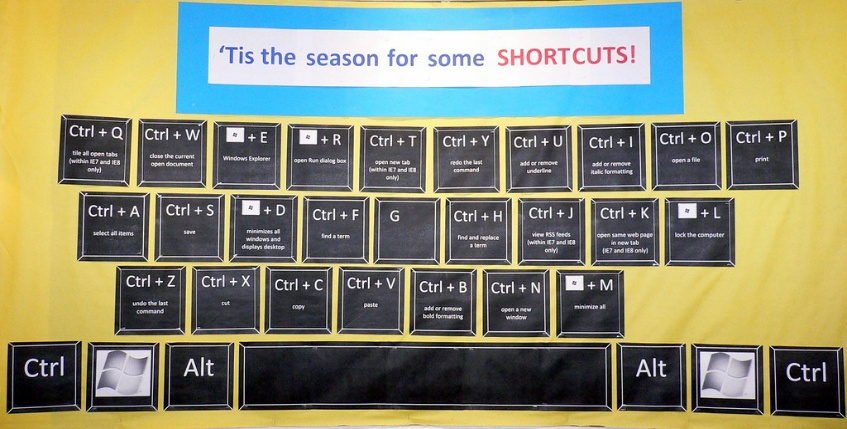 ‘Tis the season for some SHORTCUTS!
Ctrl + Q
tile all open tabs
(within IE7 and IE8
only)
Ctrl + W
close the current
open document
+ E
Windows Explorer
+ R
open Run dialog box
Ctrl + T
open new tab
(within IE7 and IE8
only)
Ctrl + Y
redo the last
command
Ctrl + U
add or remove
underline
Ctrl + I
add or remove
italic formatting
Ctrl + O
open a file
Ctrl + P
print
Ctrl + A
select all items
Ctrl + S
save
+ D
minimizes all
windows and
displays desktop
Ctrl + F
find a term
G
Ctrl + H
find and replace
a term
Ctrl + J
view RSS feeds
(within IE7 and IE8
only)
Ctrl + K
open same web page
in new tab
(IE7 and IE8 only)
+ L
lock the computer
Ctrl + Z
undo the last
command
Ctrl + X
cut
Ctrl + C
copy
Ctrl + V
paste
Ctrl + B
add or remove
bold formatting
Ctrl + N
open a new
window
+ M
minimize all
Ctrl
Alt
Alt
Ctrl